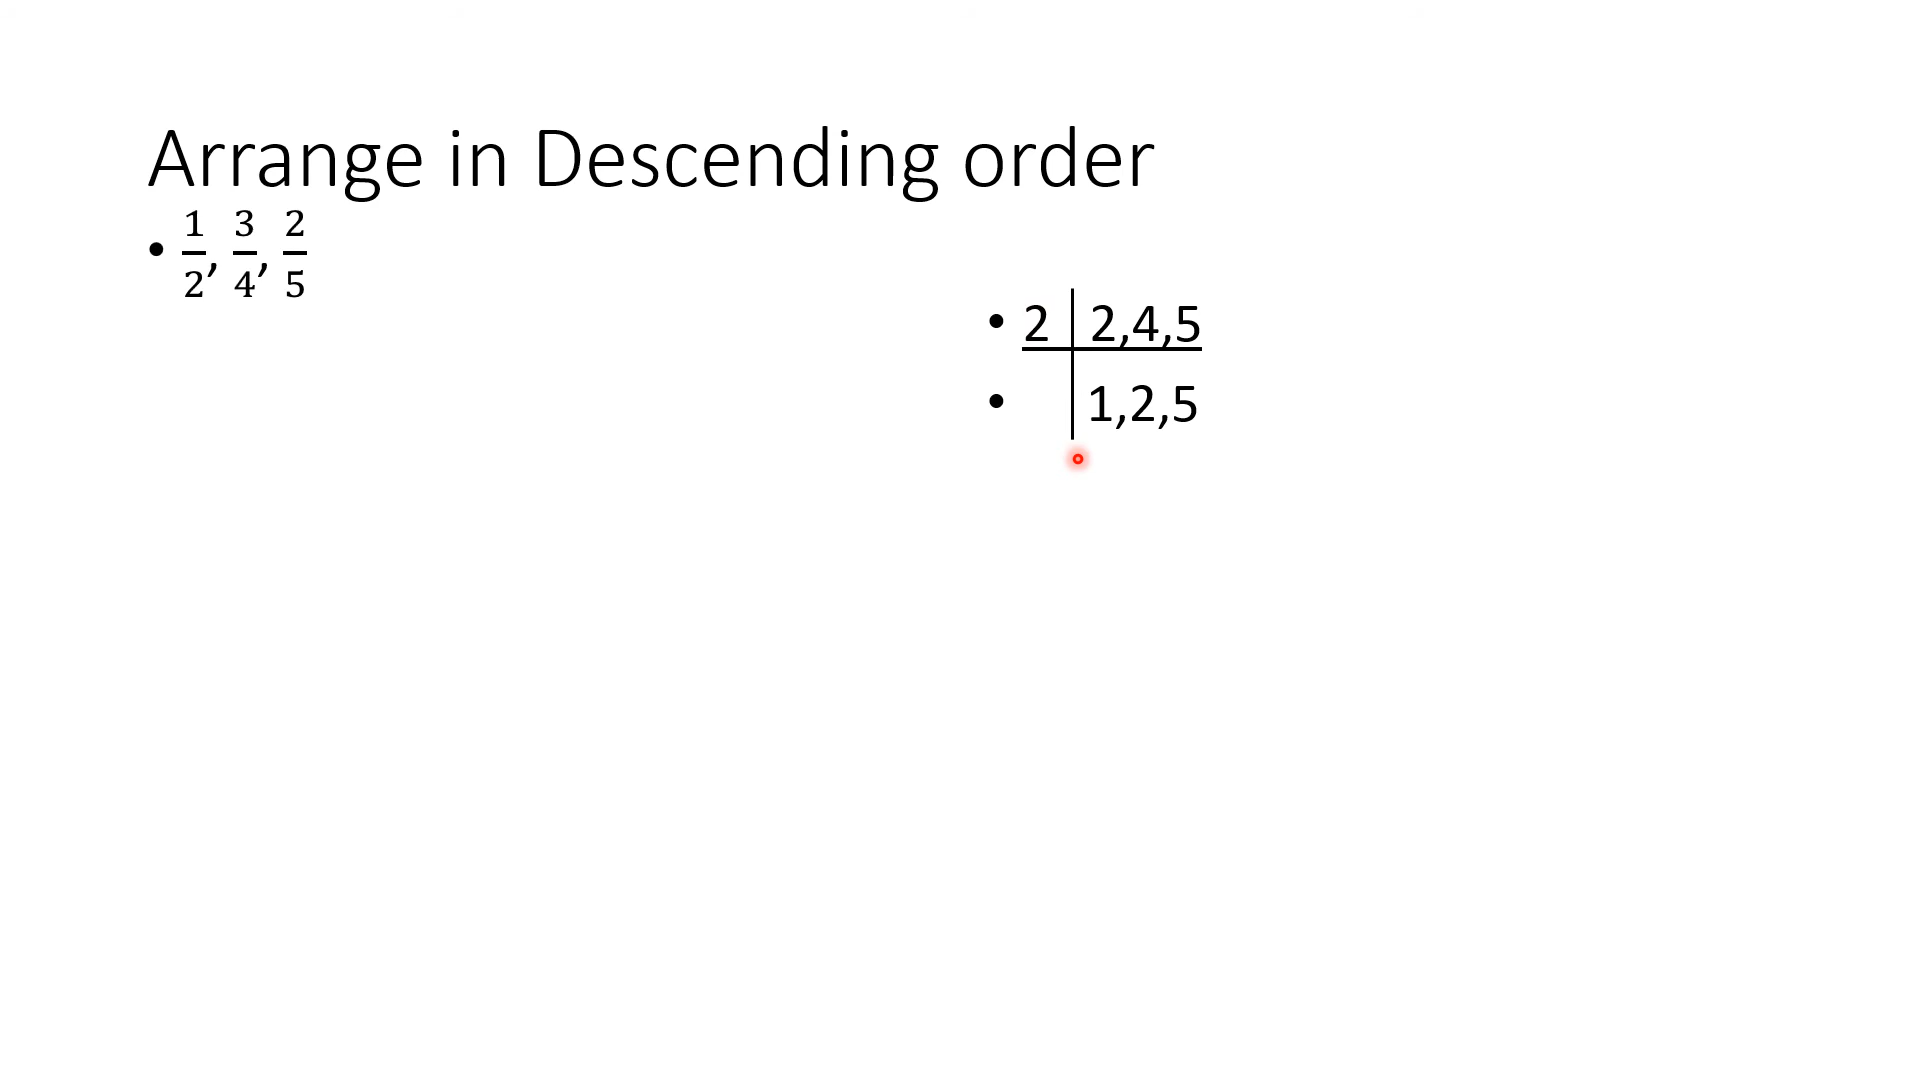 Arrange in Descending order
• 1/2, 3/4, 2/5
• 2 | 2,4,5
• | 1,2,5